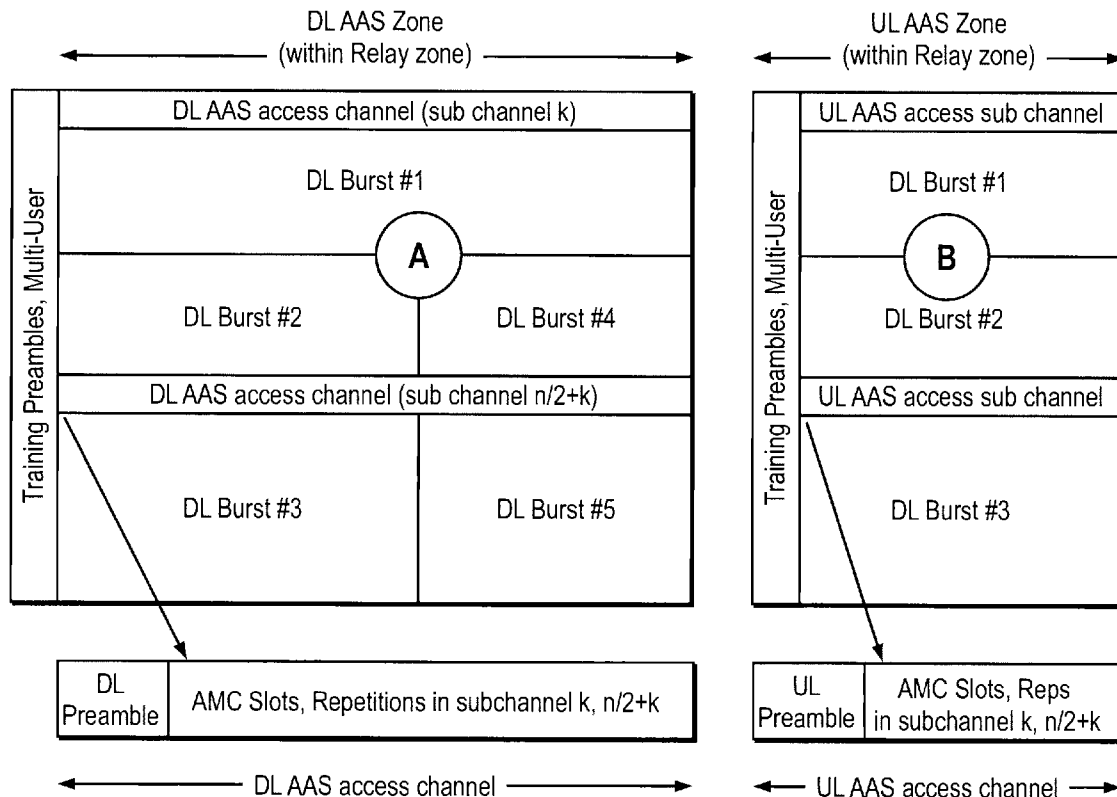 DL AAS Zone
(within Relay zone)
UL AAS Zone
(within Relay zone)
Training Preambles, Multi-User
DL AAS access channel (sub channel k)
DL Burst #1
A
DL Burst #2
DL Burst #4
DL AAS access channel (sub channel n/2+k)
DL Burst #3
DL Burst #5
DL
Preamble
AMC Slots, Repetitions in subchannel k, n/2+k
DL AAS access channel
Training Preambles, Multi-User
UL AAS access sub channel
DL Burst #1
B
DL Burst #2
UL AAS access sub channel
DL Burst #3
UL
Preamble
AMC Slots, Reps
in subchannel k, n/2+k
UL AAS access channel